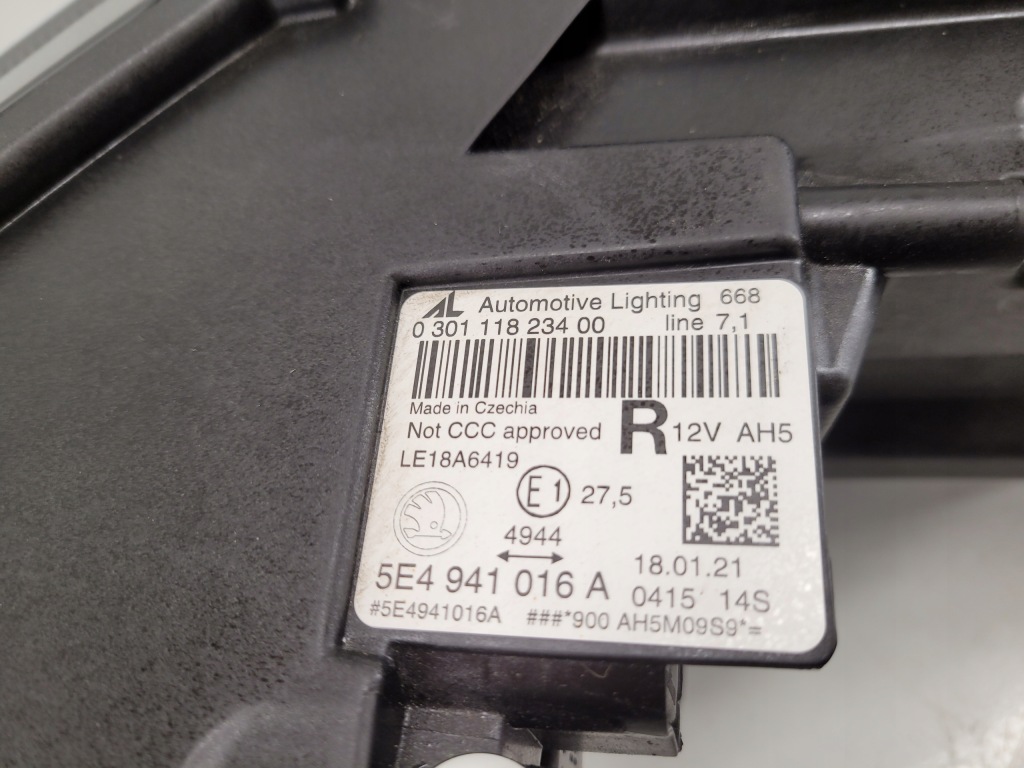 AL Automotive Lighting 668
0 301 118 234 00 line 7,1
Made in Czechia
Not CCC approved R 12V AH5
LE18A6419
E1 27,5
4944
5E4 941 016 A 18.01.21
0415 14S
#5E4941016A ###*900 AH5M09S9*=